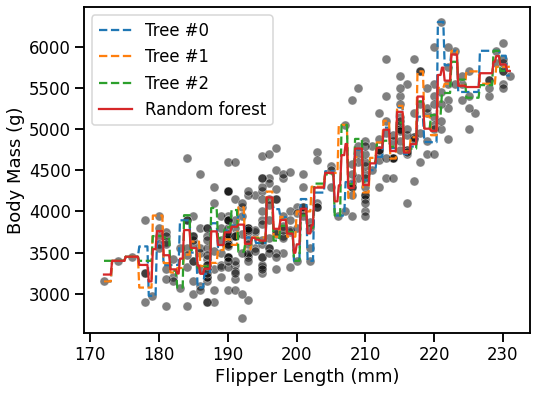 Tree #0
Tree #1
Tree #2
Random forest
6000
5500
5000
4500
4000
3500
3000
Body Mass (g)
170 180 190 200 210 220 230
Flipper Length (mm)